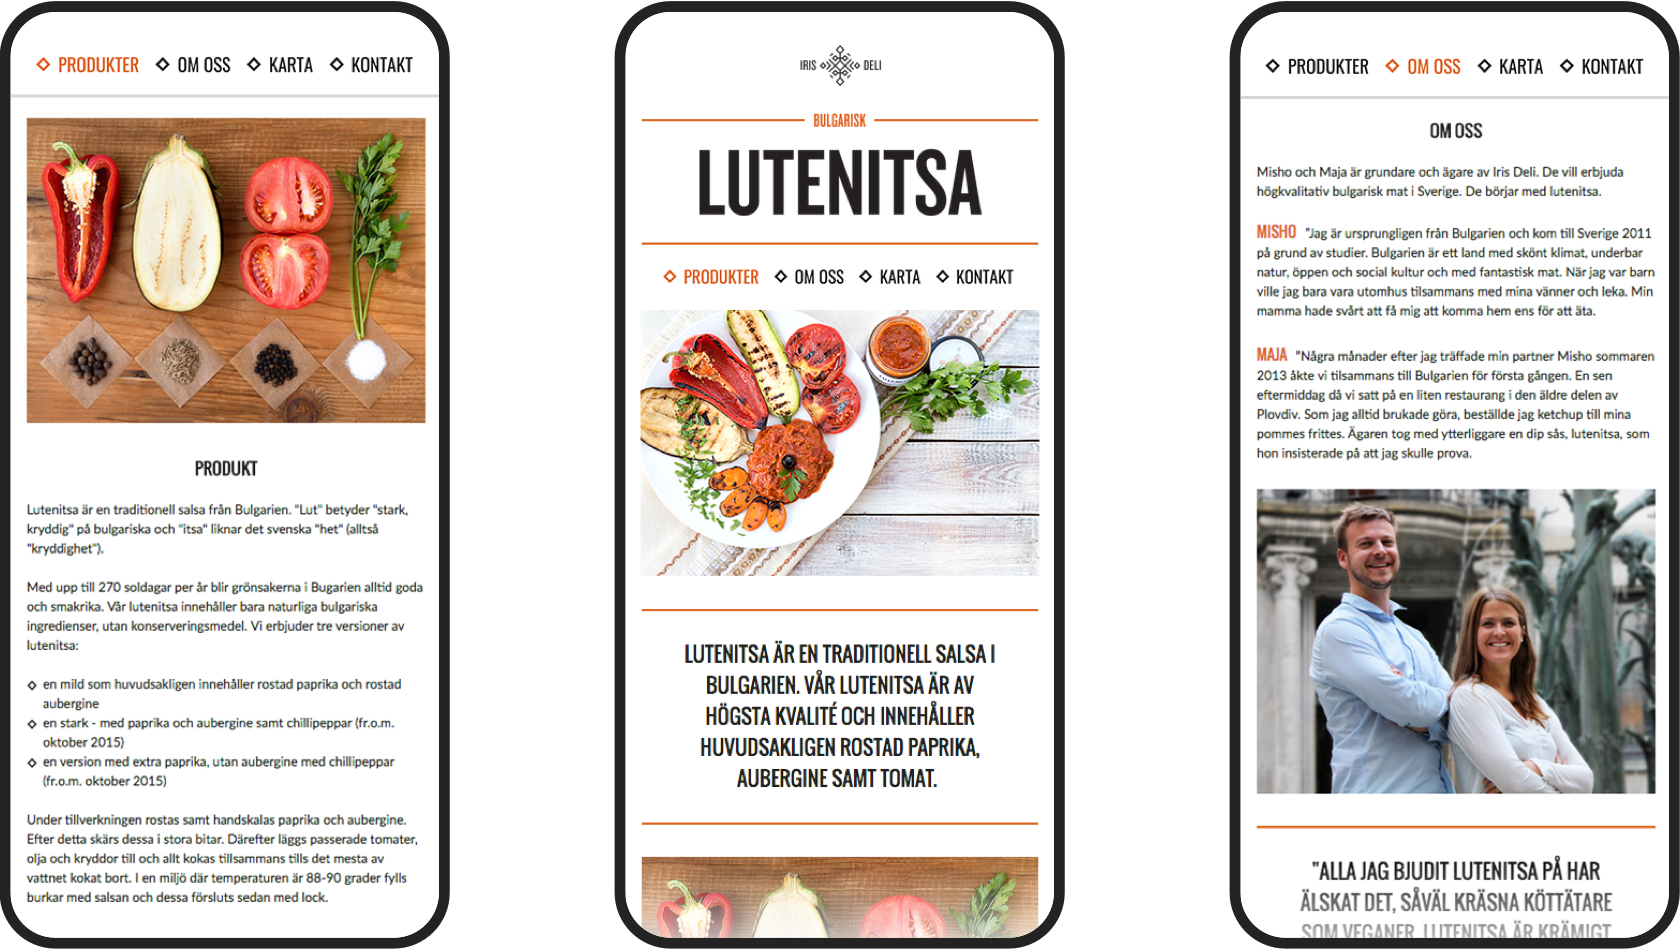 PRODUKTER OM OSS KARTA KONTAKT
PRODUKT
Lutenitsa är en traditionell salsa från Bulgarien. "Lut" betyder "stark,
kryddig" på bulgariska och "itsa" liknar det svenska "het" (alltså
"kryddighet").
Med upp till 270 soldagar per år blir grönsakerna i Bugarien alltid goda
och smakrika. Vår lutenitsa innehåller bara naturliga bulgariska
ingredienser, utan konserveringsmedel. Vi erbjuder tre versioner av
lutenitsa:
en mild som huvudsakligen innehåller rostad paprika och rostad
aubergine
en stark - med paprika och aubergine samt chillipeppar (fr.o.m.
oktober 2015)
en version med extra paprika, utan aubergine med chillipeppar
(fr.o.m. oktober 2015)
Under tillverkningen rostas samt handskalas paprika och aubergine.
Efter detta skärs dessa i stora bitar. Därefter läggs passerade tomater,
olja och kryddor till och allt kokas tillsammans tills det mesta av
vattnet kokat bort. I en miljö där temperaturen är 88-90 grader fylls
burkar med salsan och dessa försluts sedan med lock.
IRIS DELI
BULGARISK
LUTENITSA
PRODUKTER OM OSS KARTA KONTAKT
LUTENITSA ÄR EN TRADITIONELL SALSA I
BULGARIEN. VÅR LUTENITSA ÄR AV
HÖGSTA KVALITÉ OCH INNEHÅLLER
HUVUDSAKLIGEN ROSTAD PAPRIKA,
AUBERGINE SAMT TOMAT.
PRODUKTER OM OSS KARTA KONTAKT
OM OSS
Misho och Maja är grundare och ägare av Iris Deli. De vill erbjuda
högkvalitativ bulgarisk mat i Sverige. De börjar med lutenitsa.
MISHO "Jag är ursprungligen från Bulgarien och kom till Sverige 2011
på grund av studier. Bulgarien är ett land med skönt klimat, underbar
natur, öppen och social kultur och med fantastisk mat. När jag var barn
ville jag bara vara utomhus tillsammans med mina vänner och leka. Min
mamma hade svårt att få mig att komma hem ens för att äta.
MAJA "Några månader efter jag träffade min partner Misho sommaren
2013 åkte vi tillsammans till Bulgarien för första gången. En sen
eftermiddag då vi satt på en liten restaurang i den äldre delen av
Plovdiv. Som jag alltid brukade göra, beställde jag ketchup till mina
pommes frittes. Ägaren tog med ytterliggare en dip sås, lutenitsa, som
hon insisterade på att jag skulle prova.
"ALLA JAG BJUDIT LUTENITSA PÅ HAR
ÄLSKAT DET, SÅVÄL KRÄSNA KÖTTÄTARE
SOM VEGANER. LUTENITSA ÄR KRÄMIGT